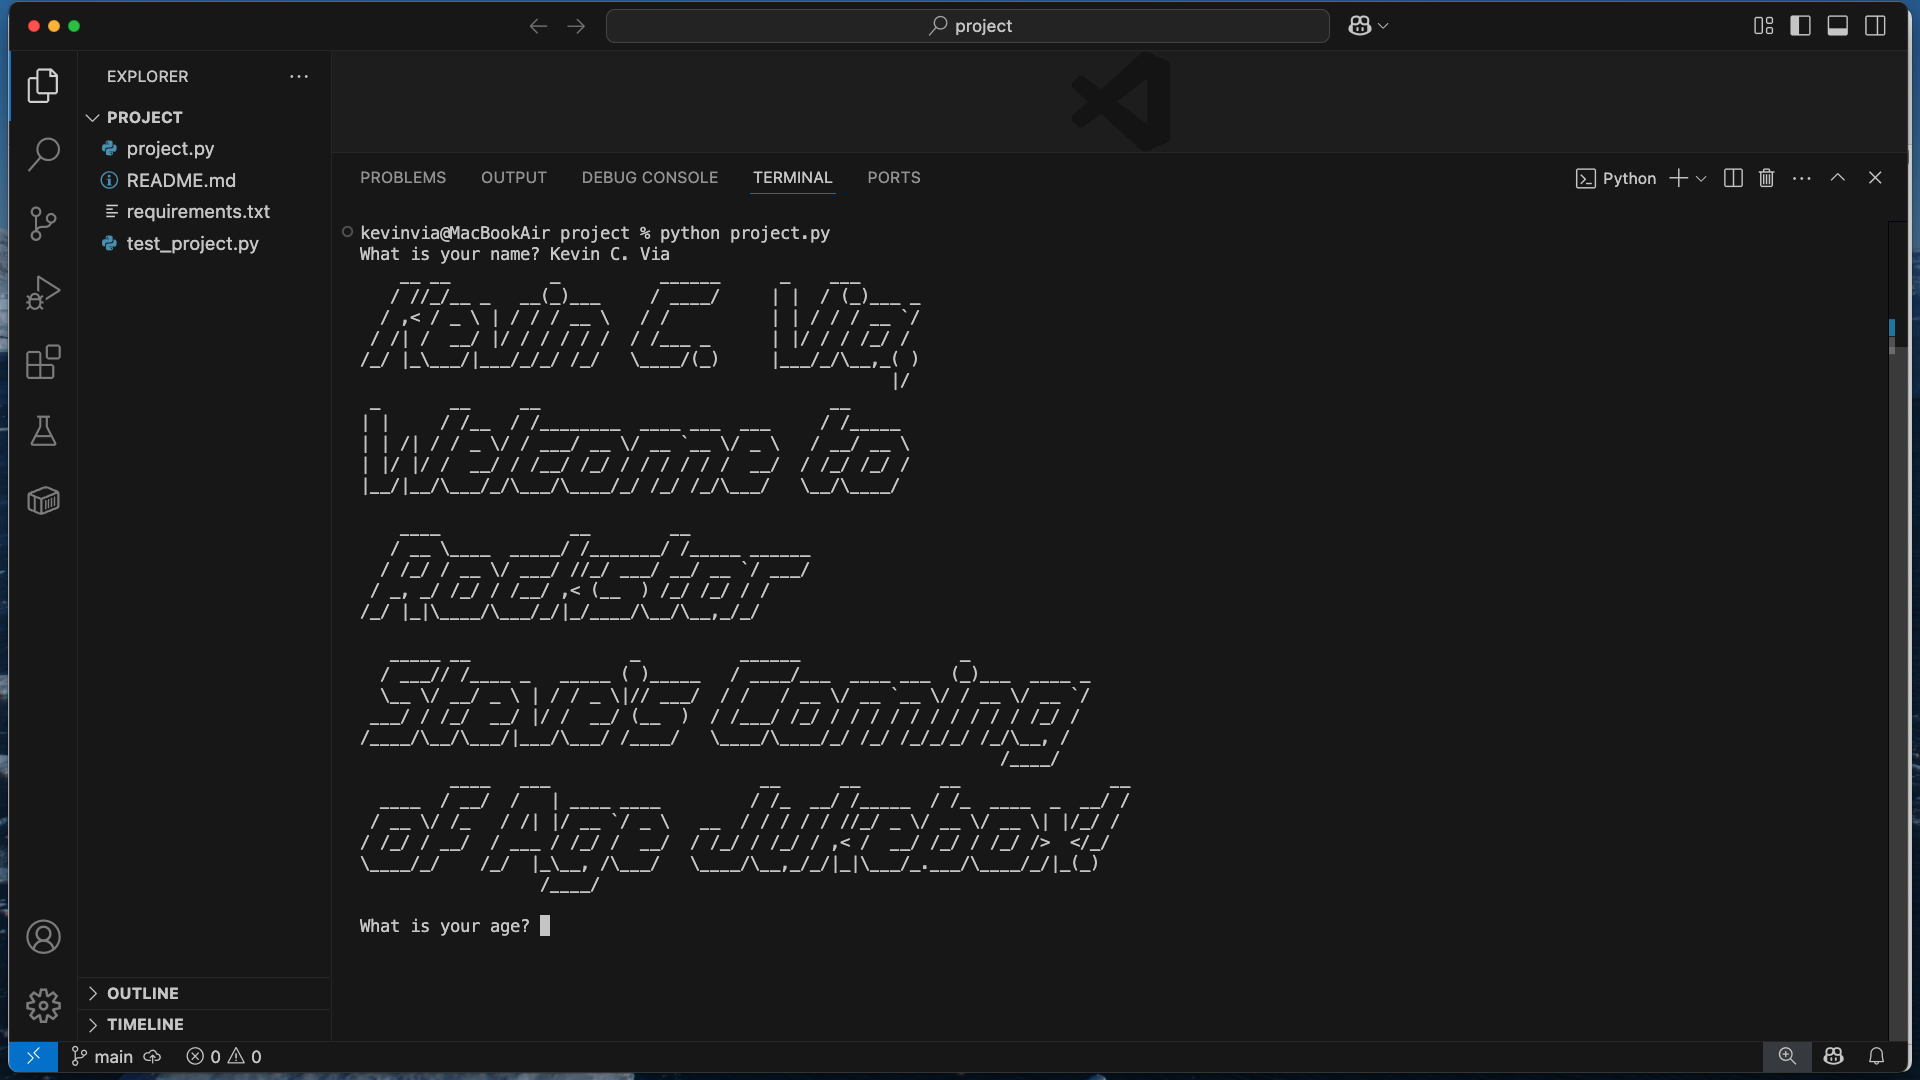 project
EXPLORER
PROJECT
project.py
README.md
requirements.txt
test_project.py
PROBLEMS OUTPUT DEBUG CONSOLE TERMINAL PORTS
Python
kevinvia@MacBookAir project % python project.py
What is your name? Kevin C. Via
Kevin C. Via,
Welcome to
Rockstar
Steve's Coming
of Age Jukebox!
What is your age?
OUTLINE
TIMELINE
main 0 0